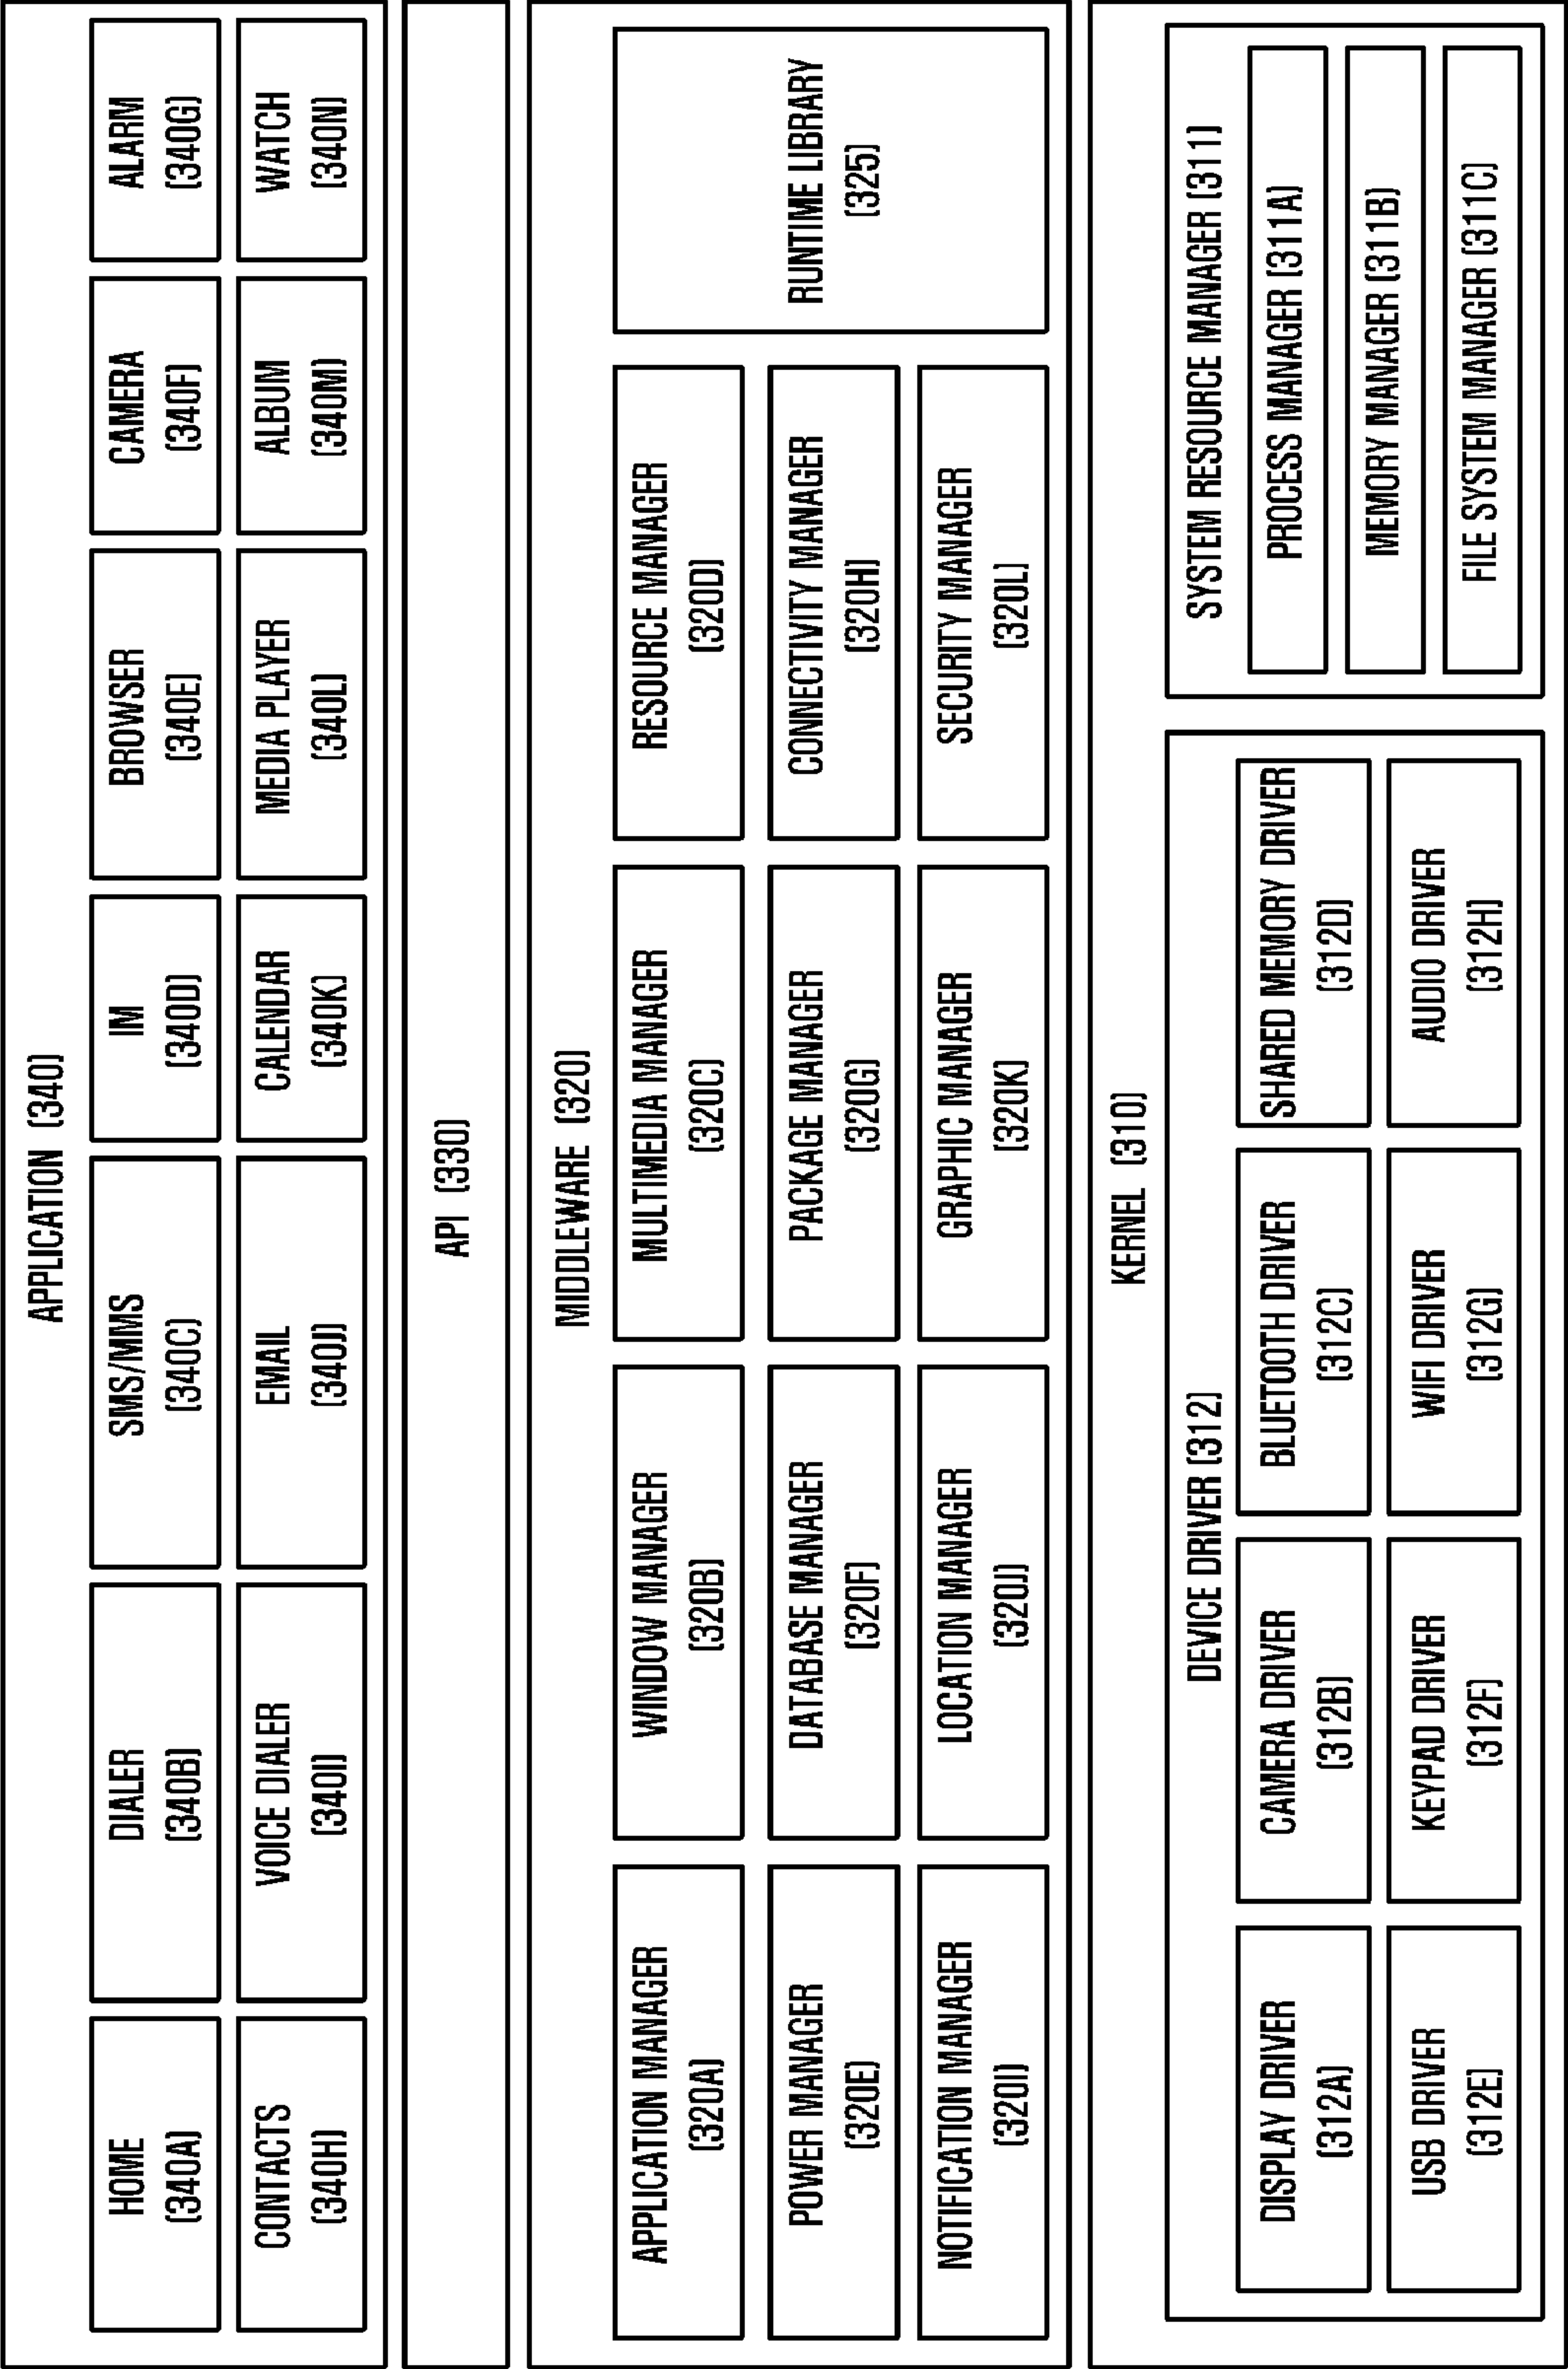 APPLICATION (340)
HOME
(340A)
DIALER
(340B)
SMS/MMS
(340C)
IM
(340D)
BROWSER
(340E)
CAMERA
(340F)
ALARM
(340G)
CONTACTS
(340H)
VOICE DIALER
(340I)
EMAIL
(340J)
CALENDAR
(340K)
MEDIA PLAYER
(340L)
ALBUM
(340M)
WATCH
(340N)
API (330)
MIDDLEWARE (320)
APPLICATION MANAGER
(320A)
WINDOW MANAGER
(320B)
MULTIMEDIA MANAGER
(320C)
RESOURCE MANAGER
(320D)
POWER MANAGER
(320E)
DATABASE MANAGER
(320F)
PACKAGE MANAGER
(320G)
CONNECTIVITY MANAGER
(320H)
NOTIFICATION MANAGER
(320I)
LOCATION MANAGER
(320J)
GRAPHIC MANAGER
(320K)
SECURITY MANAGER
(320L)
RUNTIME LIBRARY
(325)
KERNEL (310)
DEVICE DRIVER (312)
DISPLAY DRIVER
(312A)
CAMERA DRIVER
(312B)
BLUETOOTH DRIVER
(312C)
SHARED MEMORY DRIVER
(312D)
USB DRIVER
(312E)
KEYPAD DRIVER
(312F)
WIFI DRIVER
(312G)
AUDIO DRIVER
(312H)
SYSTEM RESOURCE MANAGER (311)
PROCESS MANAGER (311A)
MEMORY MANAGER (311B)
FILE SYSTEM MANAGER (311C)